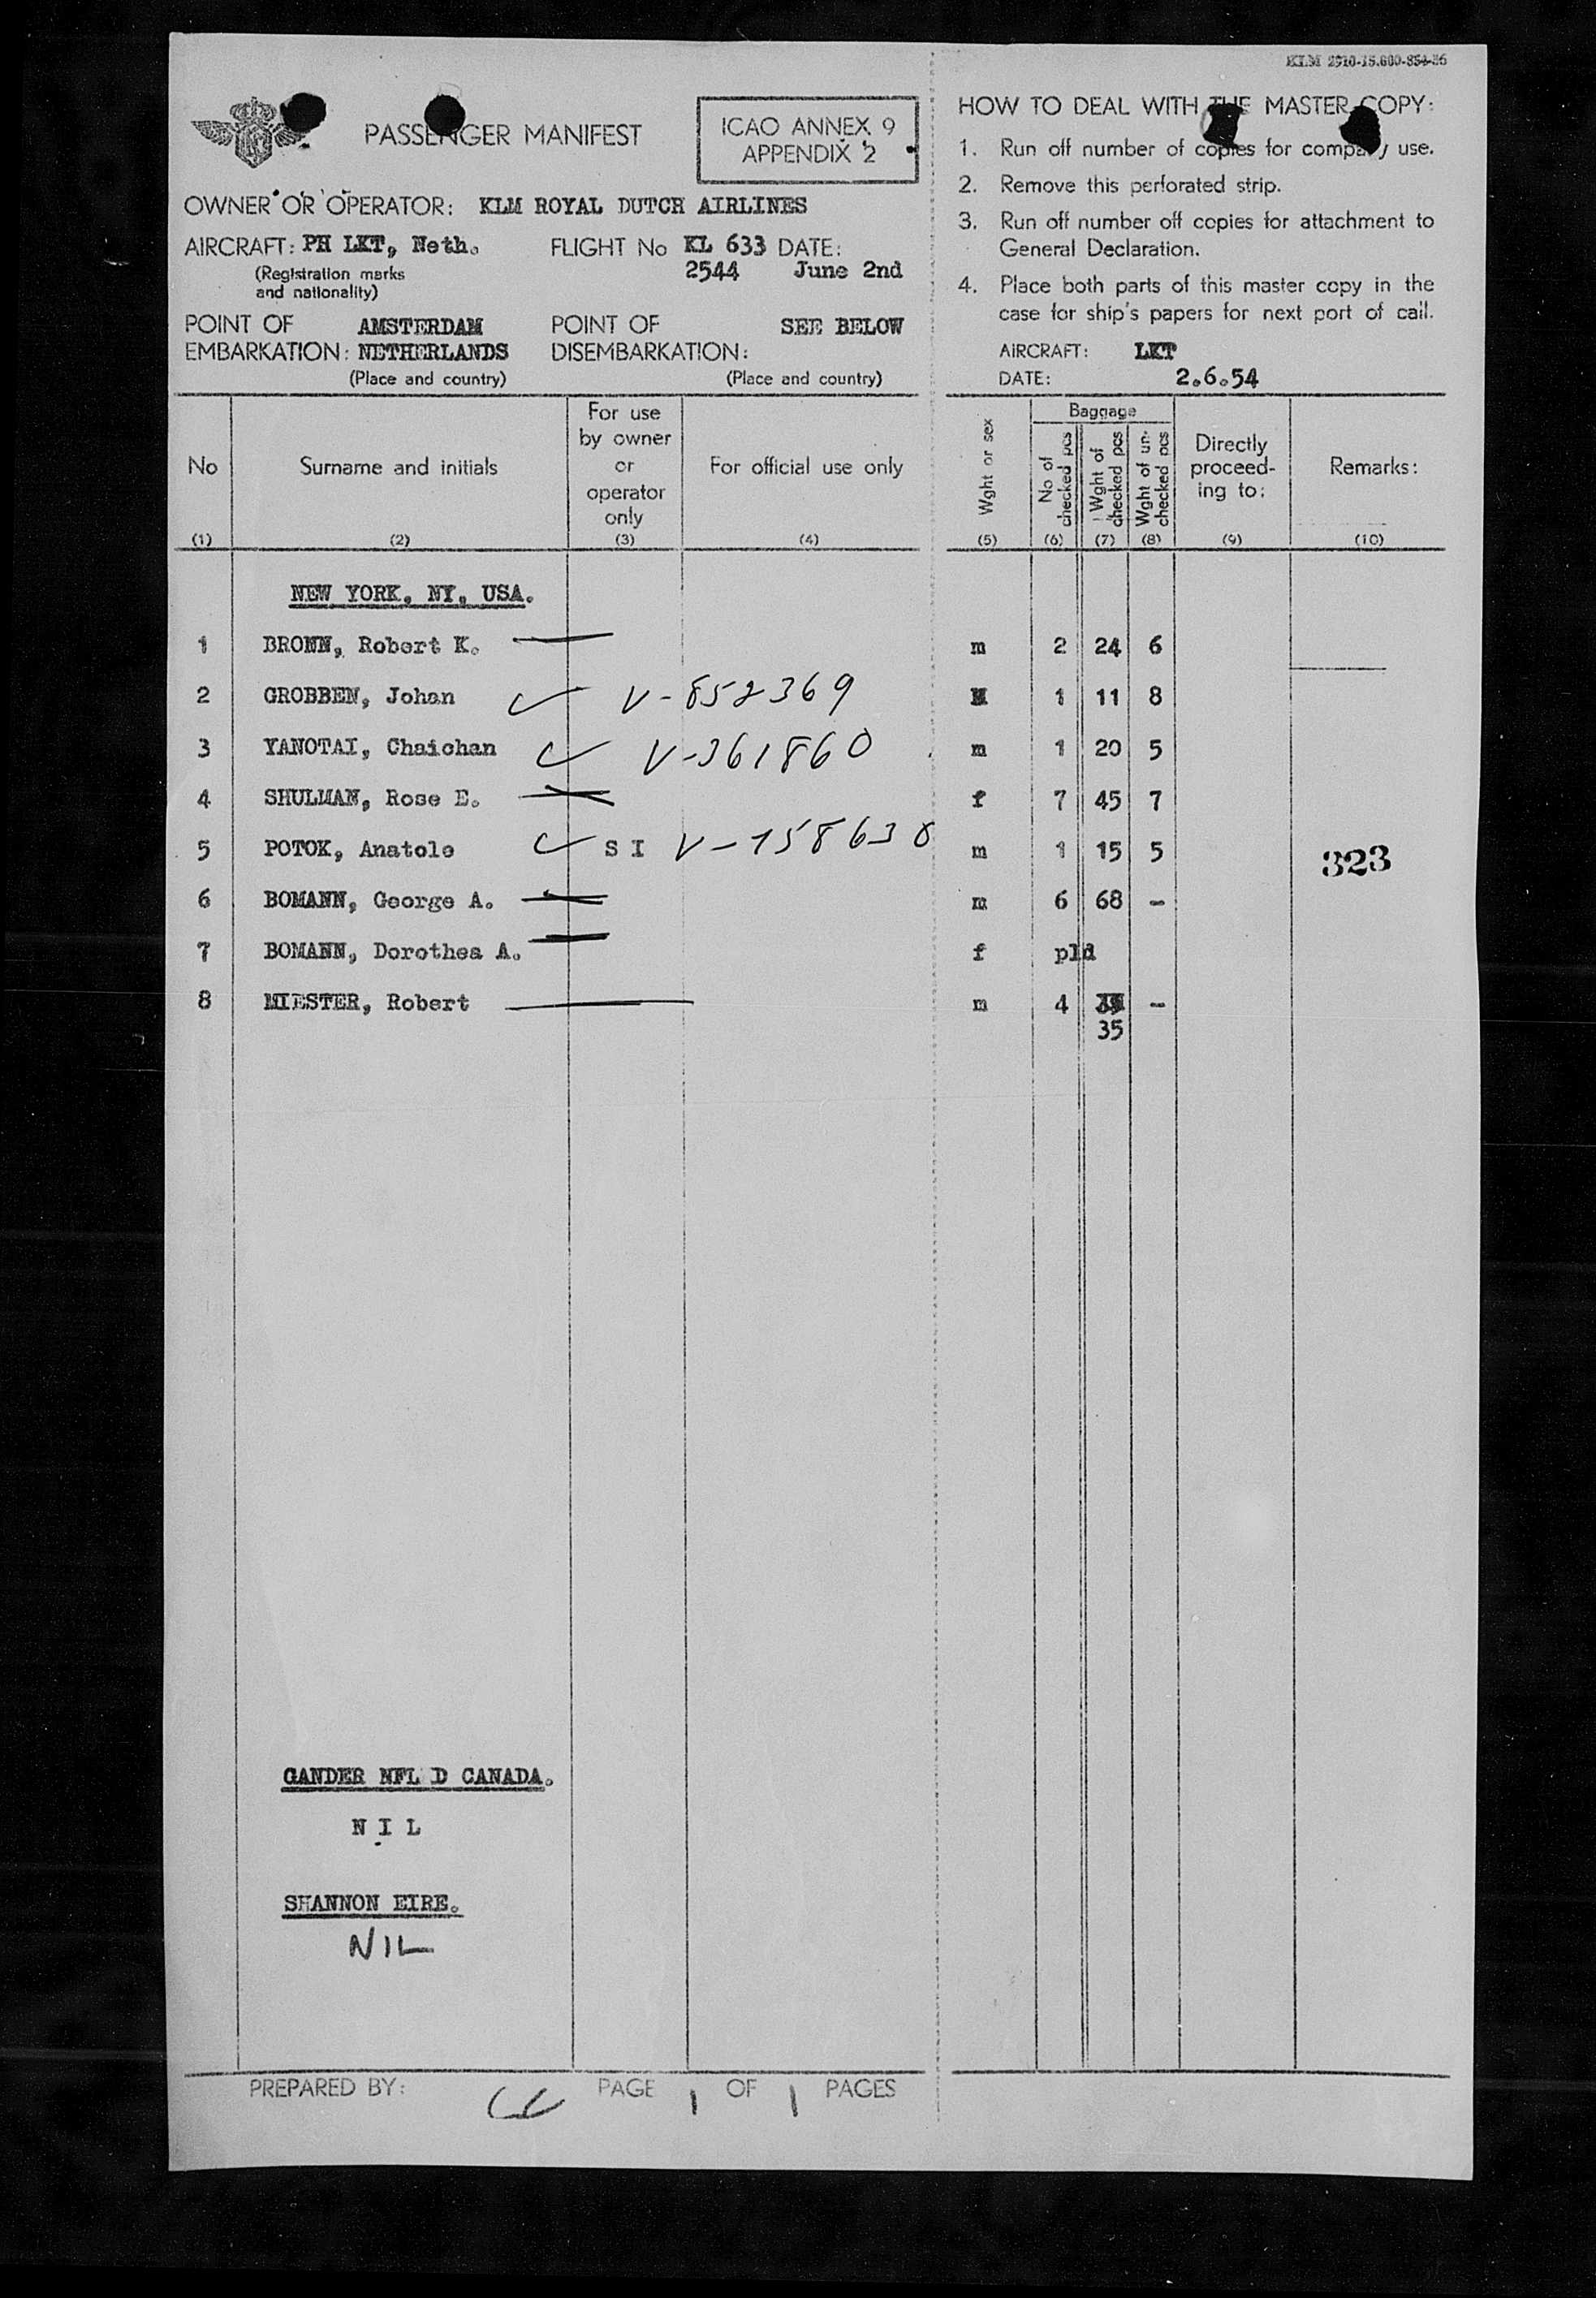 KLM 2910-15.000-854-56
PASSENGER MANIFEST
ICAO ANNEX 9
APPENDIX 2
OWNER OR OPERATOR: KLM ROYAL DUTCH AIRLINES
AIRCRAFT: PH LKT, Neth.
(Registration marks
and nationality)
FLIGHT No KL 633 DATE:
2544 June 2nd
POINT OF AMSTERDAM
EMBARKATION: NETHERLANDS
(Place and country)
POINT OF SEE BELOW
DISEMBARKATION:
(Place and country)
HOW TO DEAL WITH THE MASTER COPY:
1. Run off number of copies for company use.
2. Remove this perforated strip.
3. Run off number off copies for attachment to
General Declaration.
4. Place both parts of this master copy in the
case for ship's papers for next port of call.
AIRCRAFT: LKT
DATE: 2.6.54
No
(1)
Surname and initials
(2)
For use
by owner
or
operator
only
(3)
For official use only
(4)
Wght or sex
(5)
Baggage
No of
checked pcs
(6)
Wght of
checked pcs
(7)
Wght of un-
checked pcs
(8)
Directly
proceed-
ing to:
(9)
Remarks:
(10)
NEW YORK, NY, USA.
1 BRONN, Robert K. m 2 24 6
2 GROBBEN, Johan V-852369 M 1 11 8
3 YANOTAI, Chaichan V-361860 m 1 20 5
4 SHULMAN, Rose E. f 7 45 7
5 POTOK, Anatole S I V-158638 m 1 15 5
323
6 BOMANN, George A. m 6 68 -
7 BOMANN, Dorothea A. f pld
8 MIESTER, Robert m 4 -
35
GANDER NFL D CANADA.
N I L
SHANNON EIRE.
NIL
PREPARED BY: PAGE 1 OF 1 PAGES